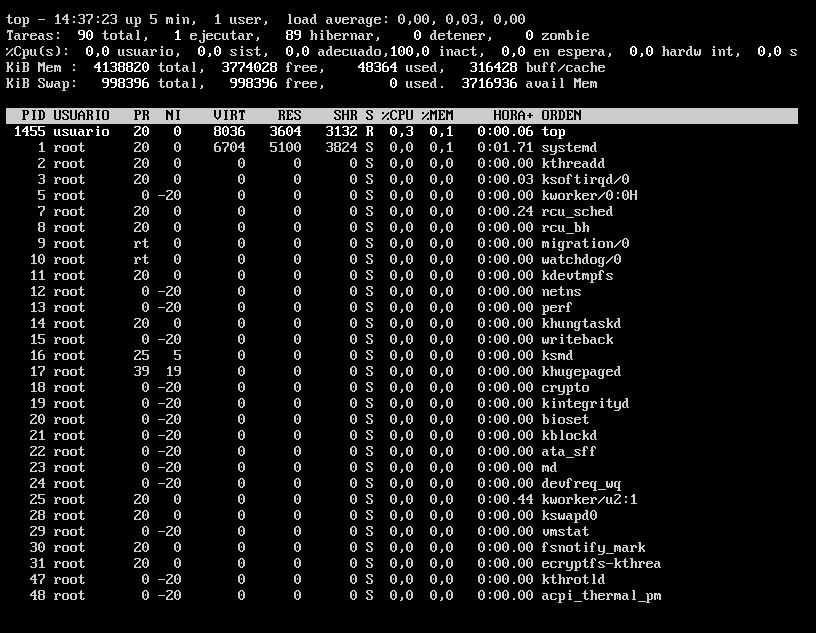 top - 14:37:23 up 5 min,  1 user,  load average: 0,00, 0,03, 0,00
Tareas:  90 total,   1 ejecutar,   89 hibernar,    0 detener,   0 zombie
%Cpu(s):  0,0 usuario,  0,0 sist,  0,0 adecuado,100,0 inact,  0,0 en espera,  0,0 hardw int,  0,0 s
KiB Mem :  4138820 total,  3774028 free,    48364 used,   316428 buff/cache
KiB Swap:   998396 total,   998396 free,        0 used.  3716936 avail Mem
PID USUARIO   PR  NI    VIRT    RES    SHR S %CPU %MEM     HORA+ ORDEN
1455 usuario   20   0    8036   3604   3132 R  0,3  0,1   0:00.06 top
1 root      20   0    6704   5100   3824 S  0,0  0,1   0:01.71 systemd
2 root      20   0       0      0      0 S  0,0  0,0   0:00.00 kthreadd
3 root      20   0       0      0      0 S  0,0  0,0   0:00.03 ksoftirqd/0
5 root       0 -20       0      0      0 S  0,0  0,0   0:00.00 kworker/0:0H
7 root      20   0       0      0      0 S  0,0  0,0   0:00.24 rcu_sched
8 root      20   0       0      0      0 S  0,0  0,0   0:00.00 rcu_bh
9 root      rt   0       0      0      0 S  0,0  0,0   0:00.00 migration/0
10 root      rt   0       0      0      0 S  0,0  0,0   0:00.00 watchdog/0
11 root      20   0       0      0      0 S  0,0  0,0   0:00.00 kdevtmpfs
12 root       0 -20       0      0      0 S  0,0  0,0   0:00.00 netns
13 root       0 -20       0      0      0 S  0,0  0,0   0:00.00 perf
14 root      20   0       0      0      0 S  0,0  0,0   0:00.00 khungtaskd
15 root       0 -20       0      0      0 S  0,0  0,0   0:00.00 writeback
16 root      25   5       0      0      0 S  0,0  0,0   0:00.00 ksmd
17 root      39  19       0      0      0 S  0,0  0,0   0:00.00 khugepaged
18 root       0 -20       0      0      0 S  0,0  0,0   0:00.00 crypto
19 root       0 -20       0      0      0 S  0,0  0,0   0:00.00 kintegrityd
20 root       0 -20       0      0      0 S  0,0  0,0   0:00.00 bioset
21 root       0 -20       0      0      0 S  0,0  0,0   0:00.00 kblockd
22 root       0 -20       0      0      0 S  0,0  0,0   0:00.00 ata_sff
23 root       0 -20       0      0      0 S  0,0  0,0   0:00.00 md
24 root       0 -20       0      0      0 S  0,0  0,0   0:00.00 devfreq_wq
25 root      20   0       0      0      0 S  0,0  0,0   0:00.44 kworker/u2:1
28 root      20   0       0      0      0 S  0,0  0,0   0:00.00 kswapd0
29 root       0 -20       0      0      0 S  0,0  0,0   0:00.00 vmstat
30 root      20   0       0      0      0 S  0,0  0,0   0:00.00 fsnotify_mark
31 root      20   0       0      0      0 S  0,0  0,0   0:00.00 ecryptfs-kthrea
47 root       0 -20       0      0      0 S  0,0  0,0   0:00.00 kthrotld
48 root       0 -20       0      0      0 S  0,0  0,0   0:00.00 acpi_thermal_pm